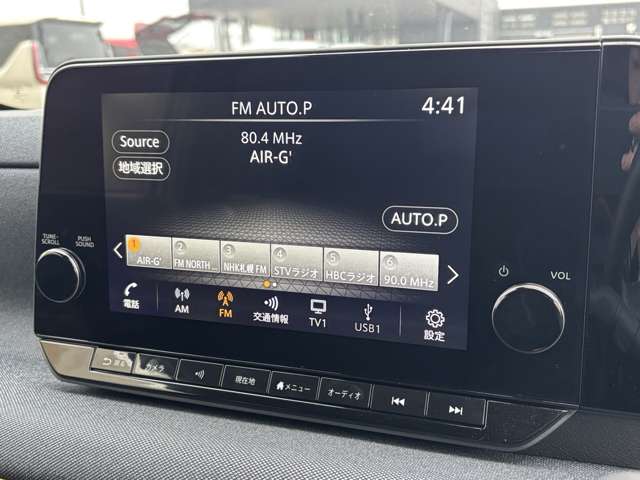 FM AUTO.P
4:41
80.4 MHz
AIR-G'
Source
地域選択
AUTO.P
TUNE·SCROLL
PUSH SOUND
1 AIR-G'
2 FM NORTH
3 NHK札幌 FM
4 STVラジオ
5 HBCラジオ
6 90.0 MHz
VOL
電話
AM
A
FM
交通情報
TV1
USB1
設定
戻る
カメラ
現在地
メニュー
オーディオ